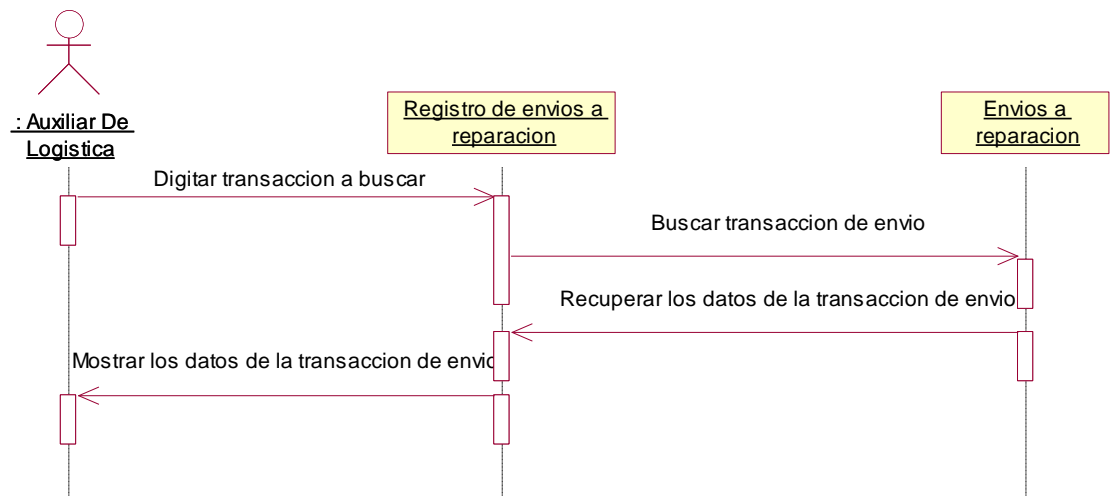 : Auxiliar De
Logistica
Registro de envios a
reparacion
Envios a
reparacion
Digitar transaccion a buscar
Buscar transaccion de envio
Recuperar los datos de la transaccion de envio
Mostrar los datos de la transaccion de envio